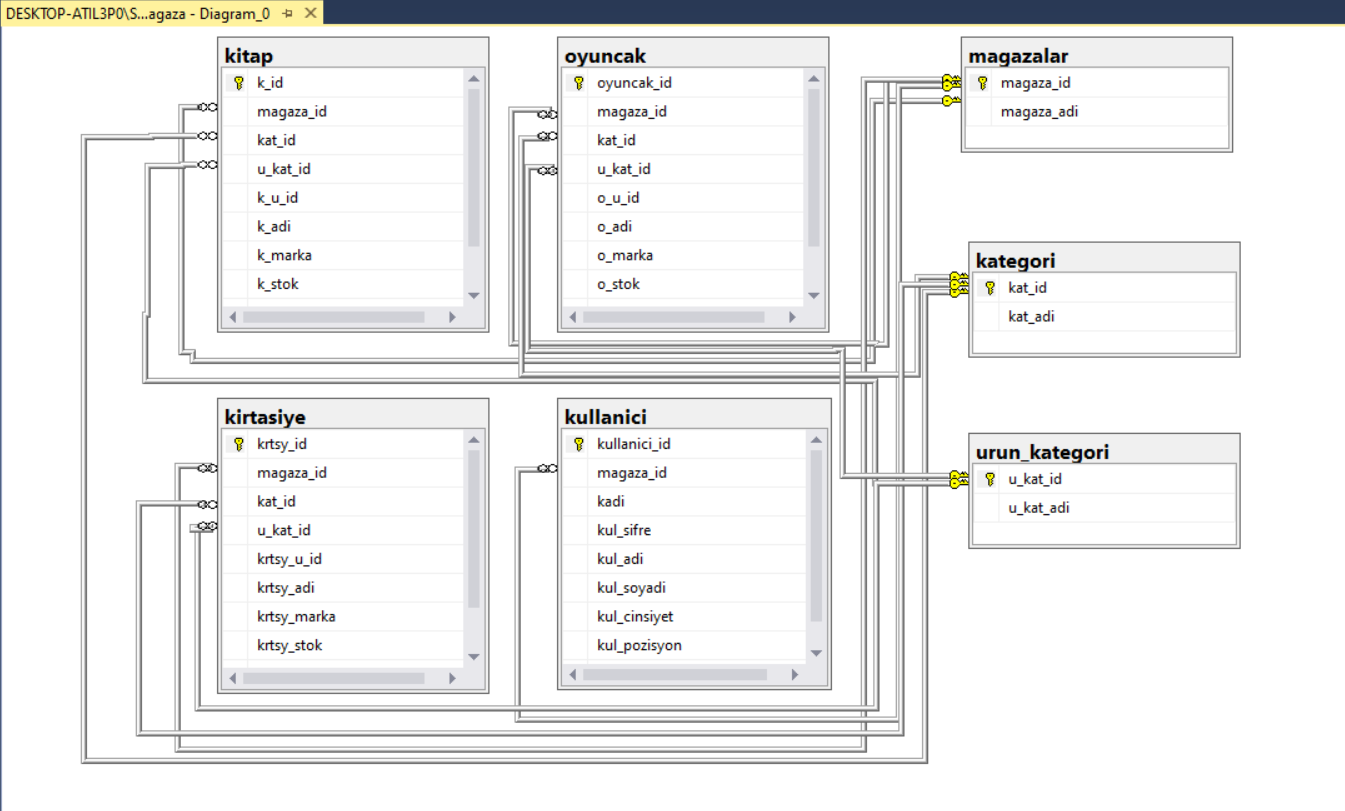 DESKTOP-ATIL3P0\S...agaza - Diagram_0
kitap
k_id
magaza_id
kat_id
u_kat_id
k_u_id
k_adi
k_marka
k_stok
oyuncak
oyuncak_id
magaza_id
kat_id
u_kat_id
o_u_id
o_adi
o_marka
o_stok
magazalar
magaza_id
magaza_adi
kategori
kat_id
kat_adi
kirtasiye
krtsy_id
magaza_id
kat_id
u_kat_id
krtsy_u_id
krtsy_adi
krtsy_marka
krtsy_stok
kullanici
kullanici_id
magaza_id
kadi
kul_sifre
kul_adi
kul_soyadi
kul_cinsiyet
kul_pozisyon
urun_kategori
u_kat_id
u_kat_adi